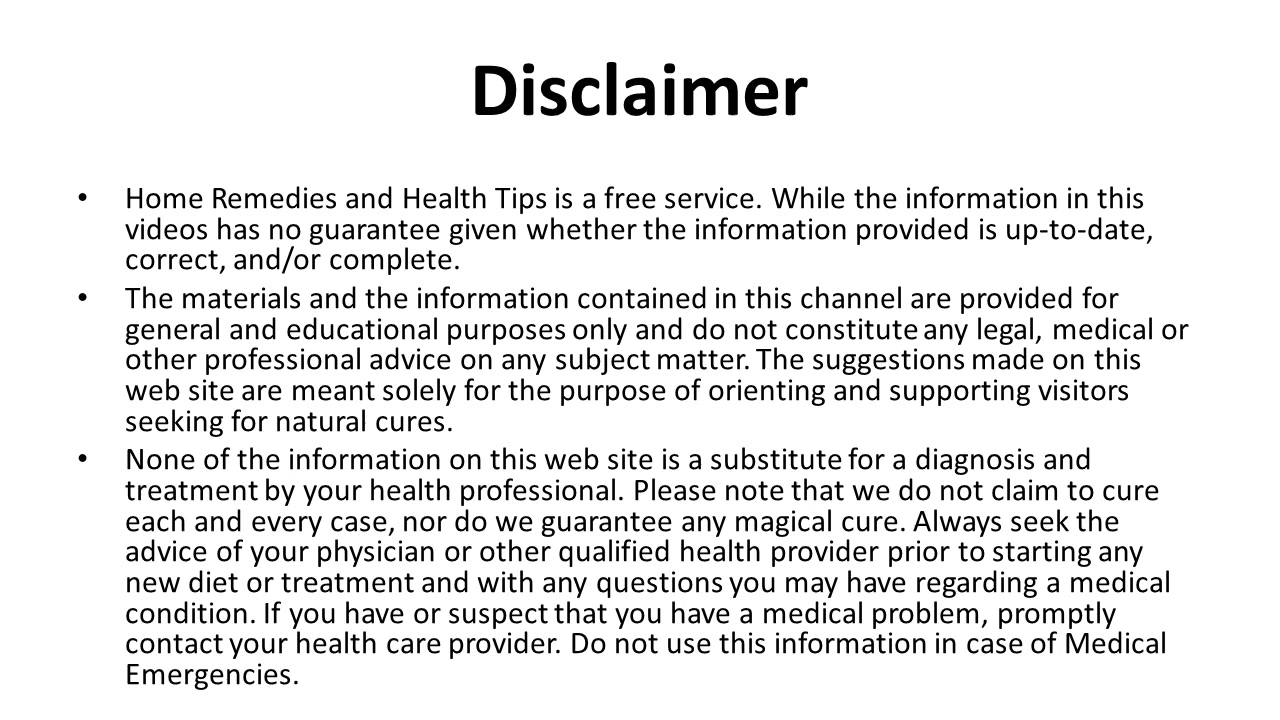 Disclaimer
• Home Remedies and Health Tips is a free service. While the information in this
videos has no guarantee given whether the information provided is up-to-date,
correct, and/or complete.
• The materials and the information contained in this channel are provided for
general and educational purposes only and do not constitute any legal, medical or
other professional advice on any subject matter. The suggestions made on this
web site are meant solely for the purpose of orienting and supporting visitors
seeking for natural cures.
• None of the information on this web site is a substitute for a diagnosis and
treatment by your health professional. Please note that we do not claim to cure
each and every case, nor do we guarantee any magical cure. Always seek the
advice of your physician or other qualified health provider prior to starting any
new diet or treatment and with any questions you may have regarding a medical
condition. If you have or suspect that you have a medical problem, promptly
contact your health care provider. Do not use this information in case of Medical
Emergencies.